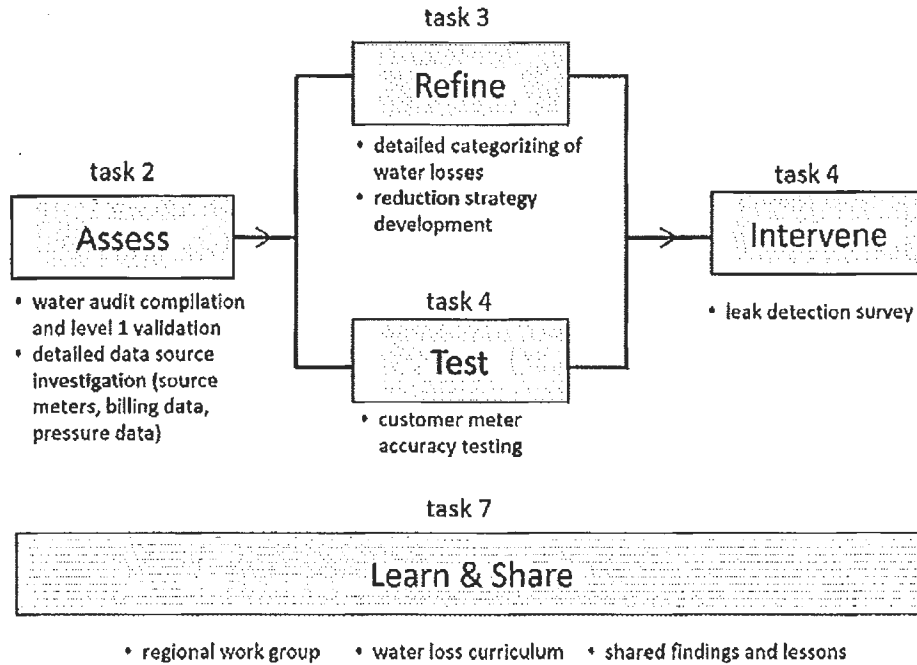 task 3
Refine
• detailed categorizing of
water losses
• reduction strategy
development
task 2
Assess
• water audit compilation
and level 1 validation
• detailed data source
investigation (source
meters, billing data,
pressure data)
task 4
Test
• customer meter
accuracy testing
task 4
Intervene
• leak detection survey
task 7
Learn & Share
• regional work group • water loss curriculum • shared findings and lessons